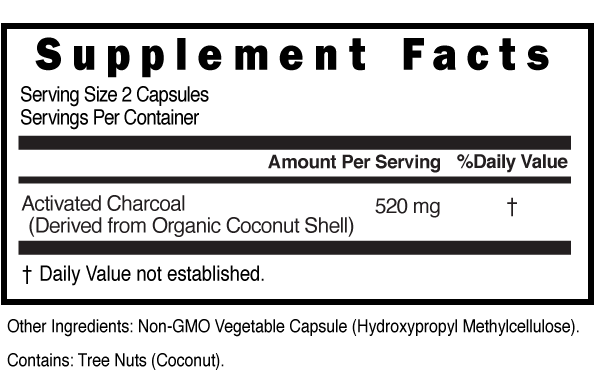 Supplement Facts
Serving Size 2 Capsules
Servings Per Container
Amount Per Serving %Daily Value
Activated Charcoal 520 mg †
(Derived from Organic Coconut Shell)
† Daily Value not established.
Other Ingredients: Non-GMO Vegetable Capsule (Hydroxypropyl Methylcellulose).
Contains: Tree Nuts (Coconut).